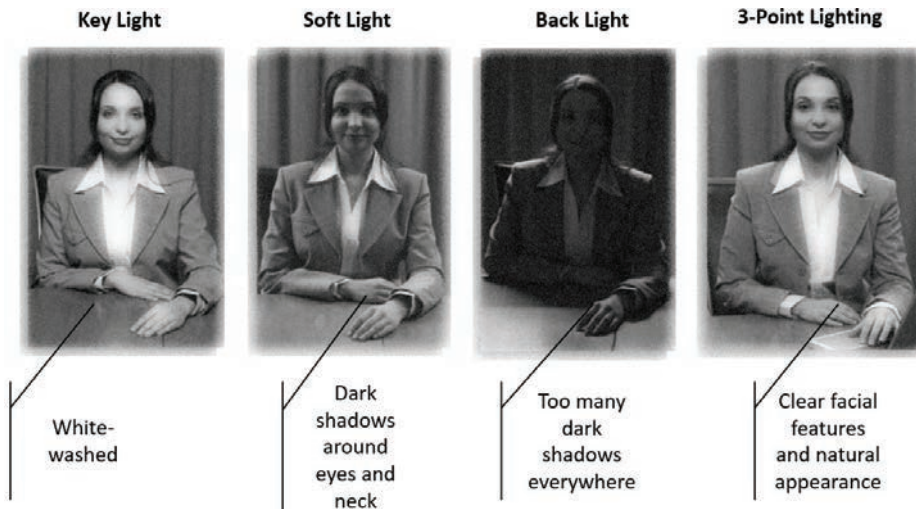 Key Light
Soft Light
Back Light
3-Point Lighting
White-
washed
Dark
shadows
around
eyes and
neck
Too many
dark
shadows
everywhere
Clear facial
features
and natural
appearance